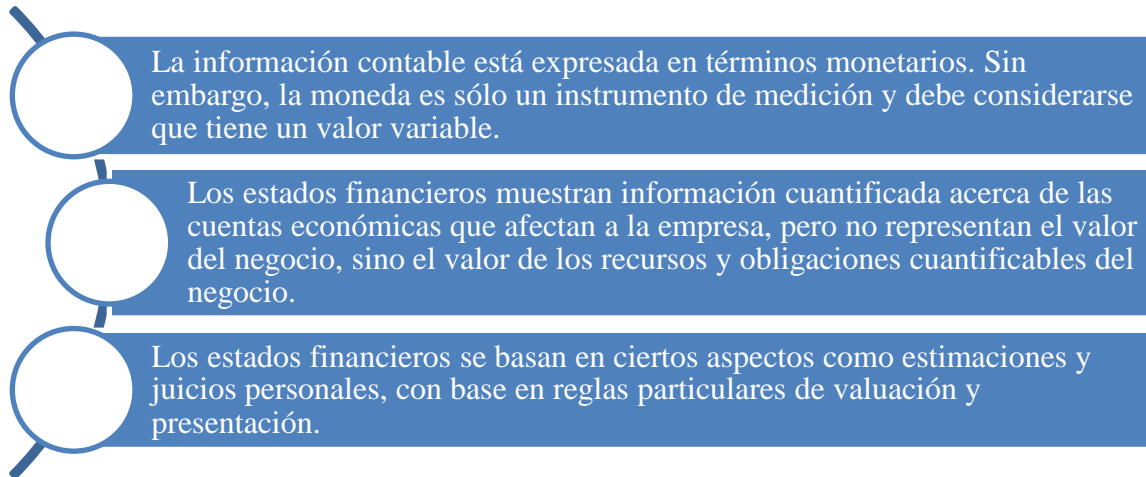 La información contable está expresada en términos monetarios. Sin
embargo, la moneda es sólo un instrumento de medición y debe considerarse
que tiene un valor variable.
Los estados financieros muestran información cuantificada acerca de las
cuentas económicas que afectan a la empresa, pero no representan el valor
del negocio, sino el valor de los recursos y obligaciones cuantificables del
negocio.
Los estados financieros se basan en ciertos aspectos como estimaciones y
juicios personales, con base en reglas particulares de valuación y
presentación.